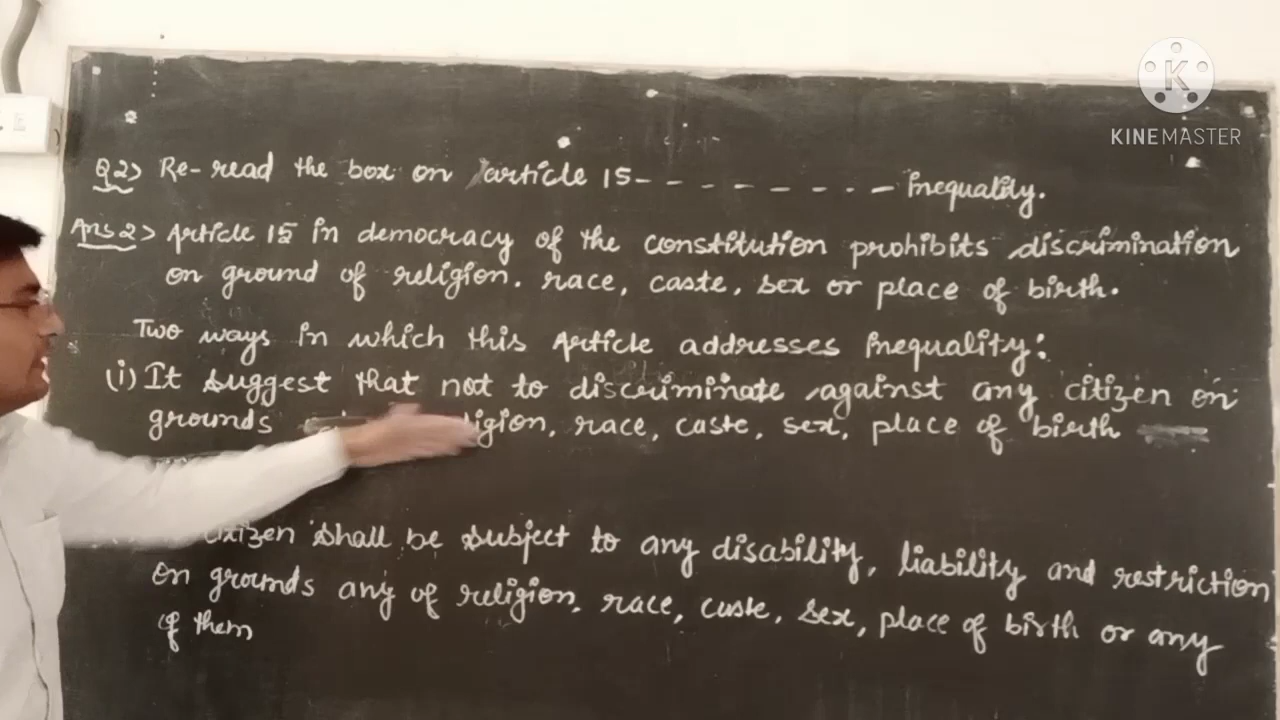 KINEMASTER
Q2> Re-read the box on article 15- - - - - - - - - Inequality.
Ans2> Article 15 in democracy of the constitution prohibits discrimination
on ground of religion. race, caste, sex or place of birth.
Two ways in which this Article addresses Inequality:
(i) It suggest that not to discriminate against any citizen on
grounds religion, race, caste, sex, place of birth
citizen shall be subject to any disability, liability and restriction
on grounds any of religion, race, caste, sex, place of birth or any
of them